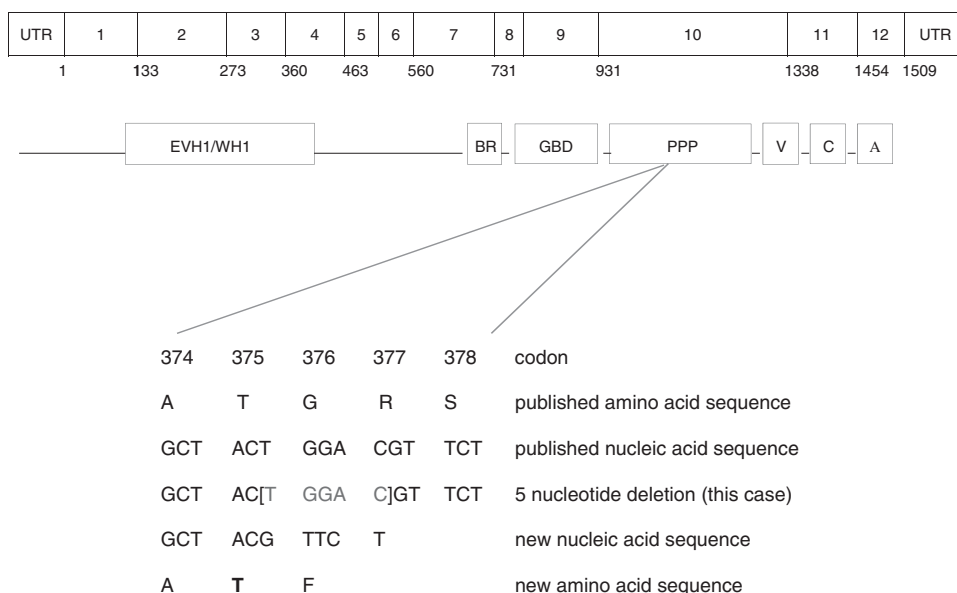 UTR 1 2 3 4 5 6 7 8 9 10 11 12 UTR
1 133 273 360 463 560 731 931 1338 1454 1509
EVH1/WH1 BR GBD PPP V C A
374 375 376 377 378 codon
A T G R S published amino acid sequence
GCT ACT GGA CGT TCT published nucleic acid sequence
GCT AC[T GGA C]GT TCT 5 nucleotide deletion (this case)
GCT ACG TTC T new nucleic acid sequence
A T F new amino acid sequence